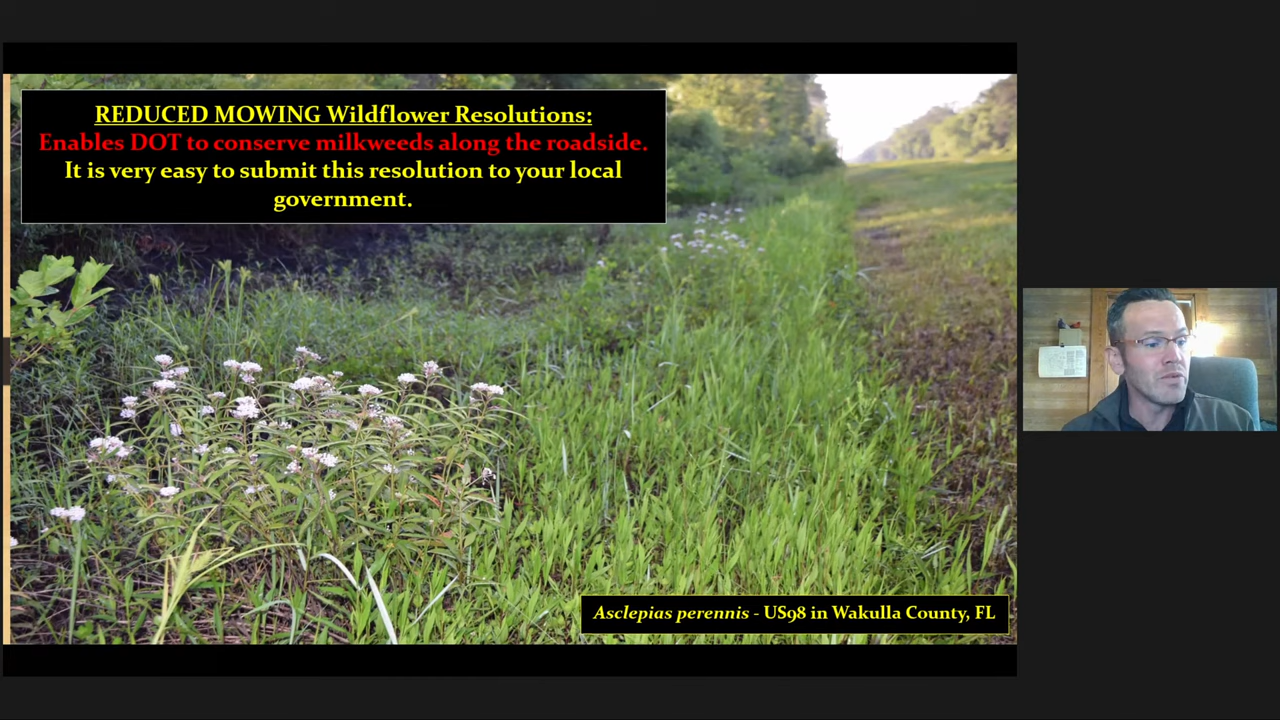 REDUCED MOWING Wildflower Resolutions:
Enables DOT to conserve milkweeds along the roadside.
It is very easy to submit this resolution to your local
government.
Asclepias perennis - US98 in Wakulla County, FL